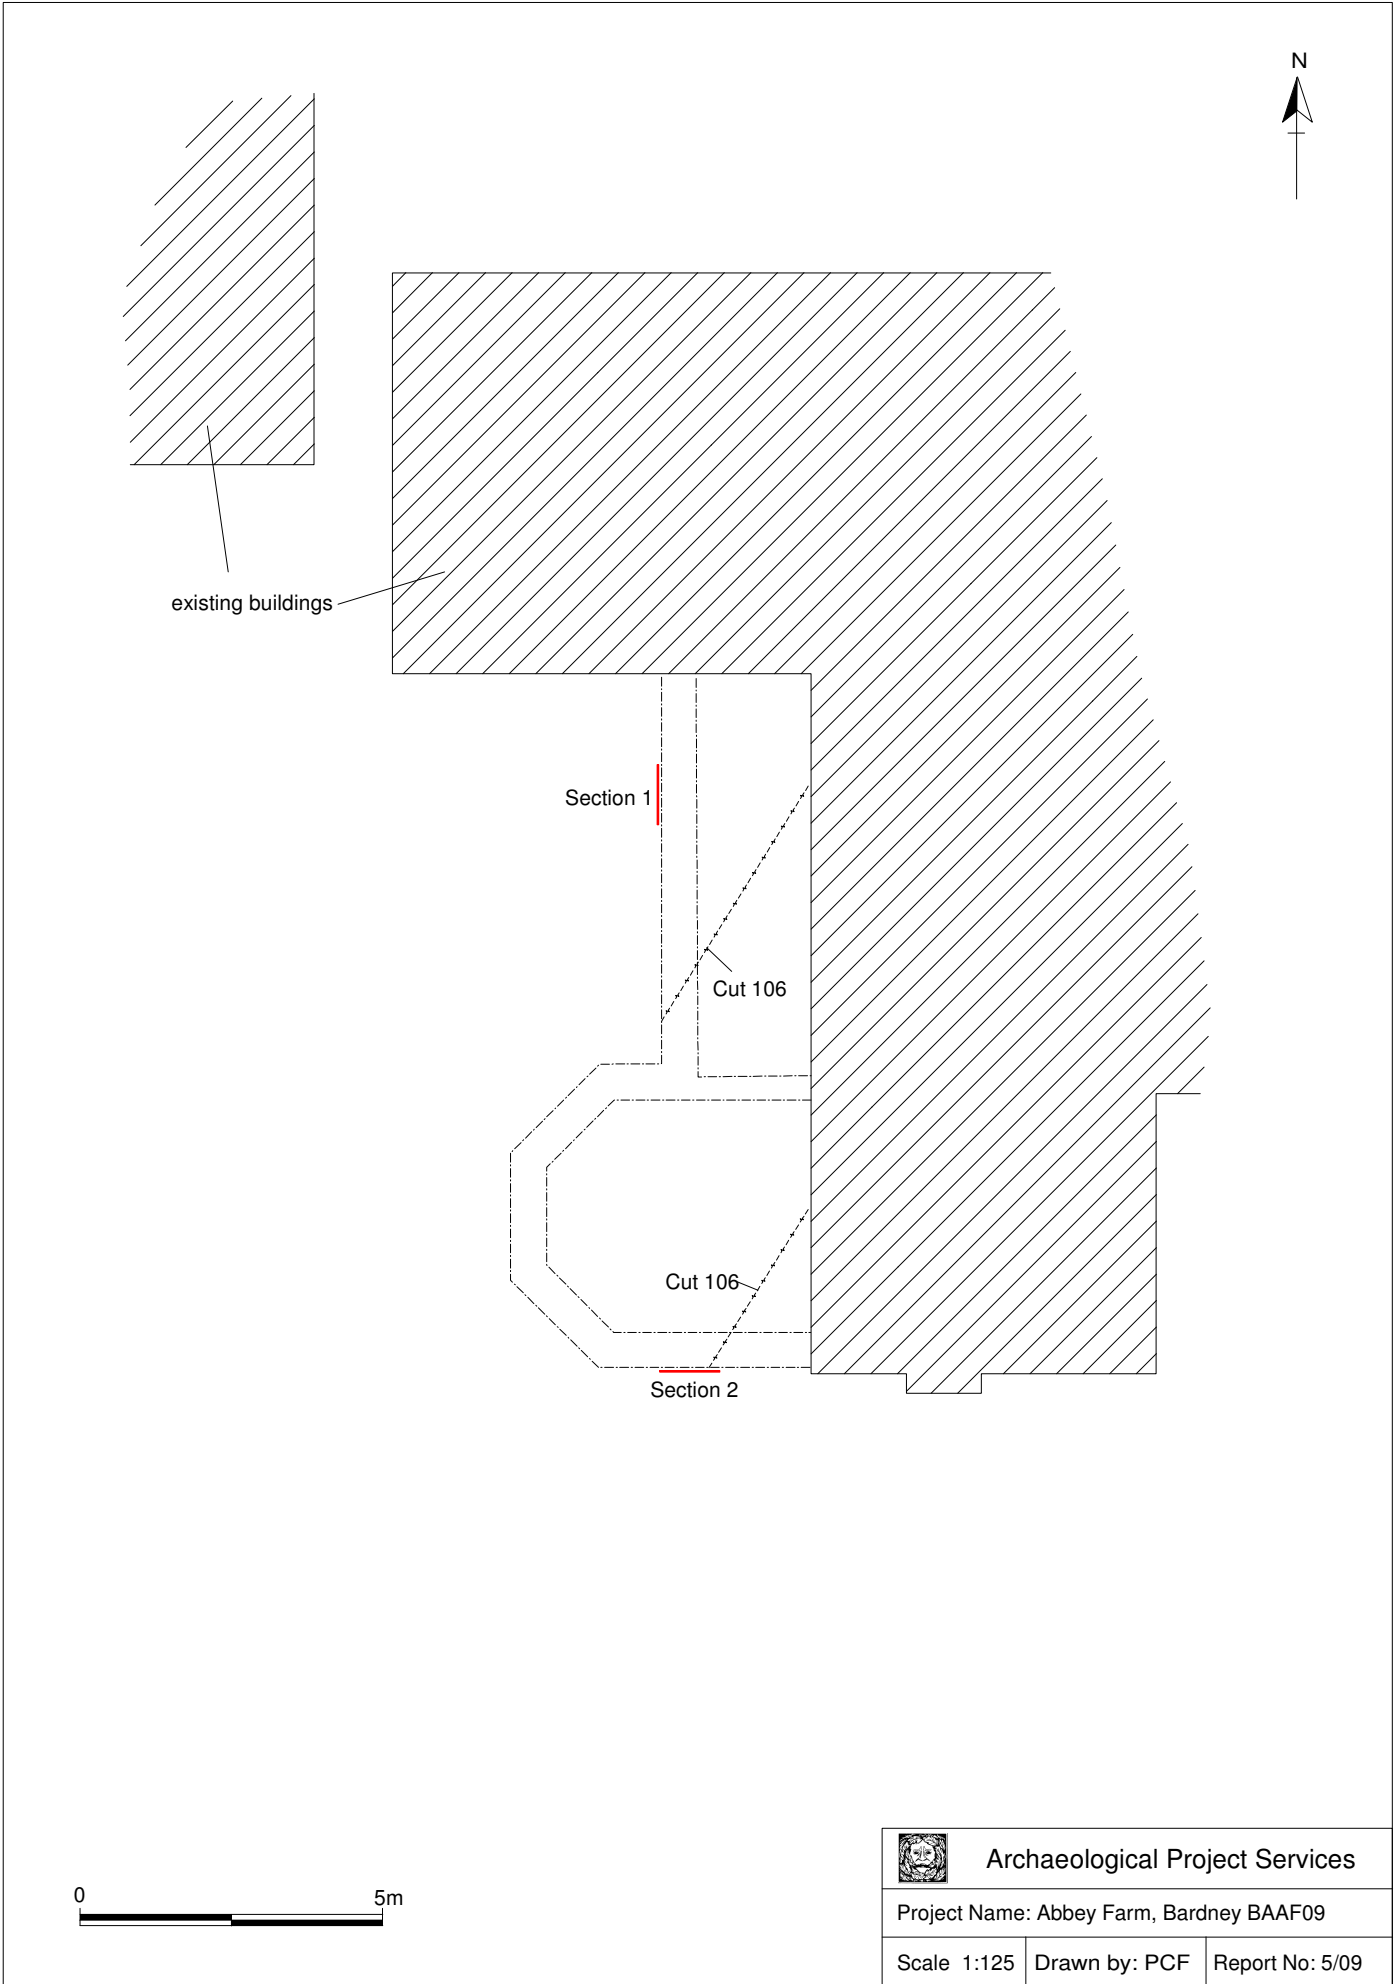 N
existing buildings
Section 1
Cut 106
Cut 106
Section 2
0 5m
Archaeological Project Services
Project Name: Abbey Farm, Bardney BAAF09
Scale 1:125 Drawn by: PCF Report No: 5/09